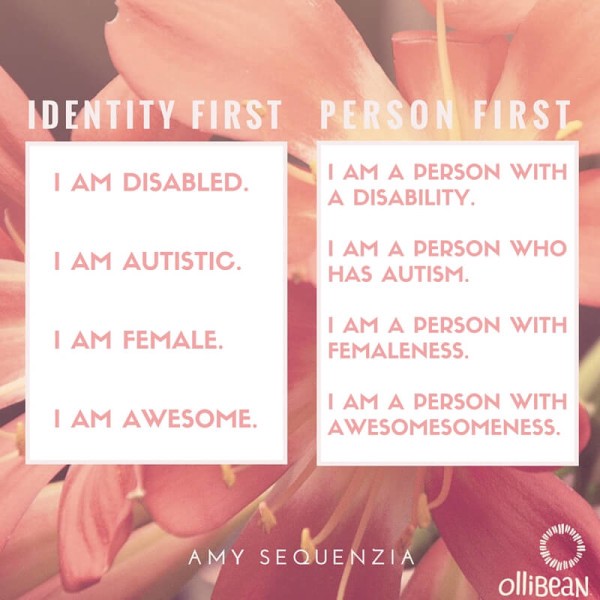 IDENTITY FIRST
I AM DISABLED.
I AM AUTISTIC.
I AM FEMALE.
I AM AWESOME.
PERSON FIRST
I AM A PERSON WITH
A DISABILITY.
I AM A PERSON WHO
HAS AUTISM.
I AM A PERSON WITH
FEMALENESS.
I AM A PERSON WITH
AWESOMESOMENESS.
AMY SEQUENZIA
ollibean